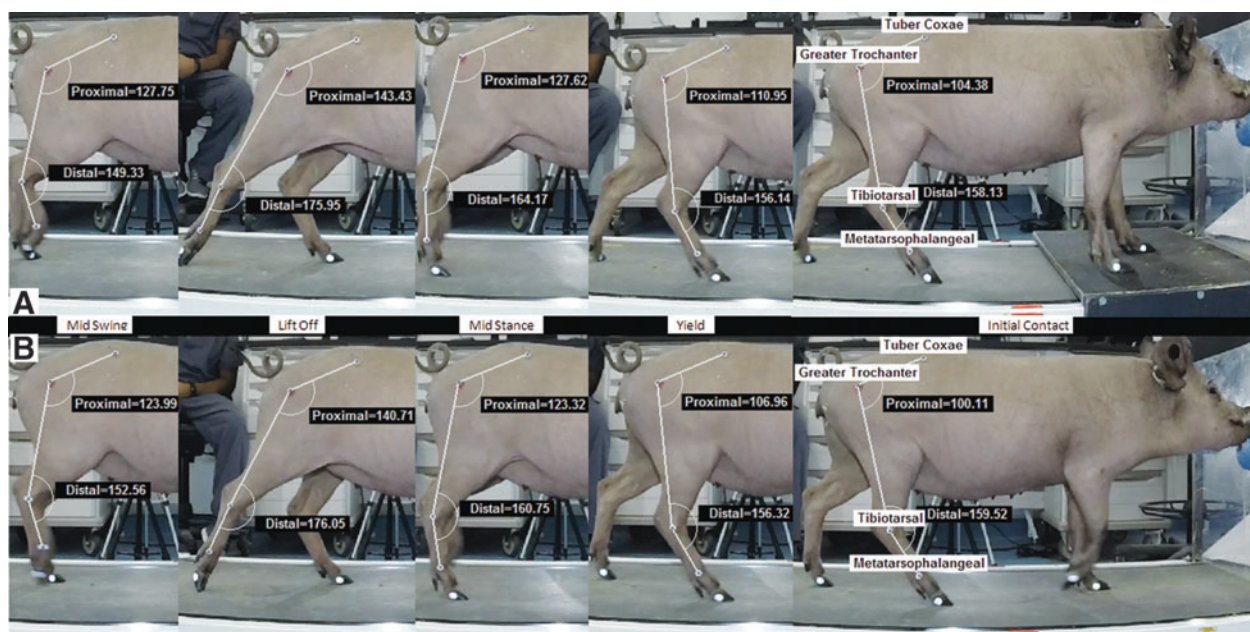 Tuber Coxae
Greater Trochanter
Proximal=127.75
Proximal=143.43
Proximal=127.62
Proximal=110.95
Proximal=104.38
Distal=149.33
Distal=175.95
Distal=164.17
Distal=156.14
Tibiotarsal
Distal=158.13
Metatarsophalangeal
A
Mid Swing
Lift Off
Mid Stance
Yield
Initial Contact
B
Tuber Coxae
Greater Trochanter
Proximal=123.99
Proximal=140.71
Proximal=123.32
Proximal=106.96
Proximal=100.11
Distal=152.56
Distal=176.05
Distal=160.75
Distal=156.32
Tibiotarsal
Distal=159.52
Metatarsophalangeal